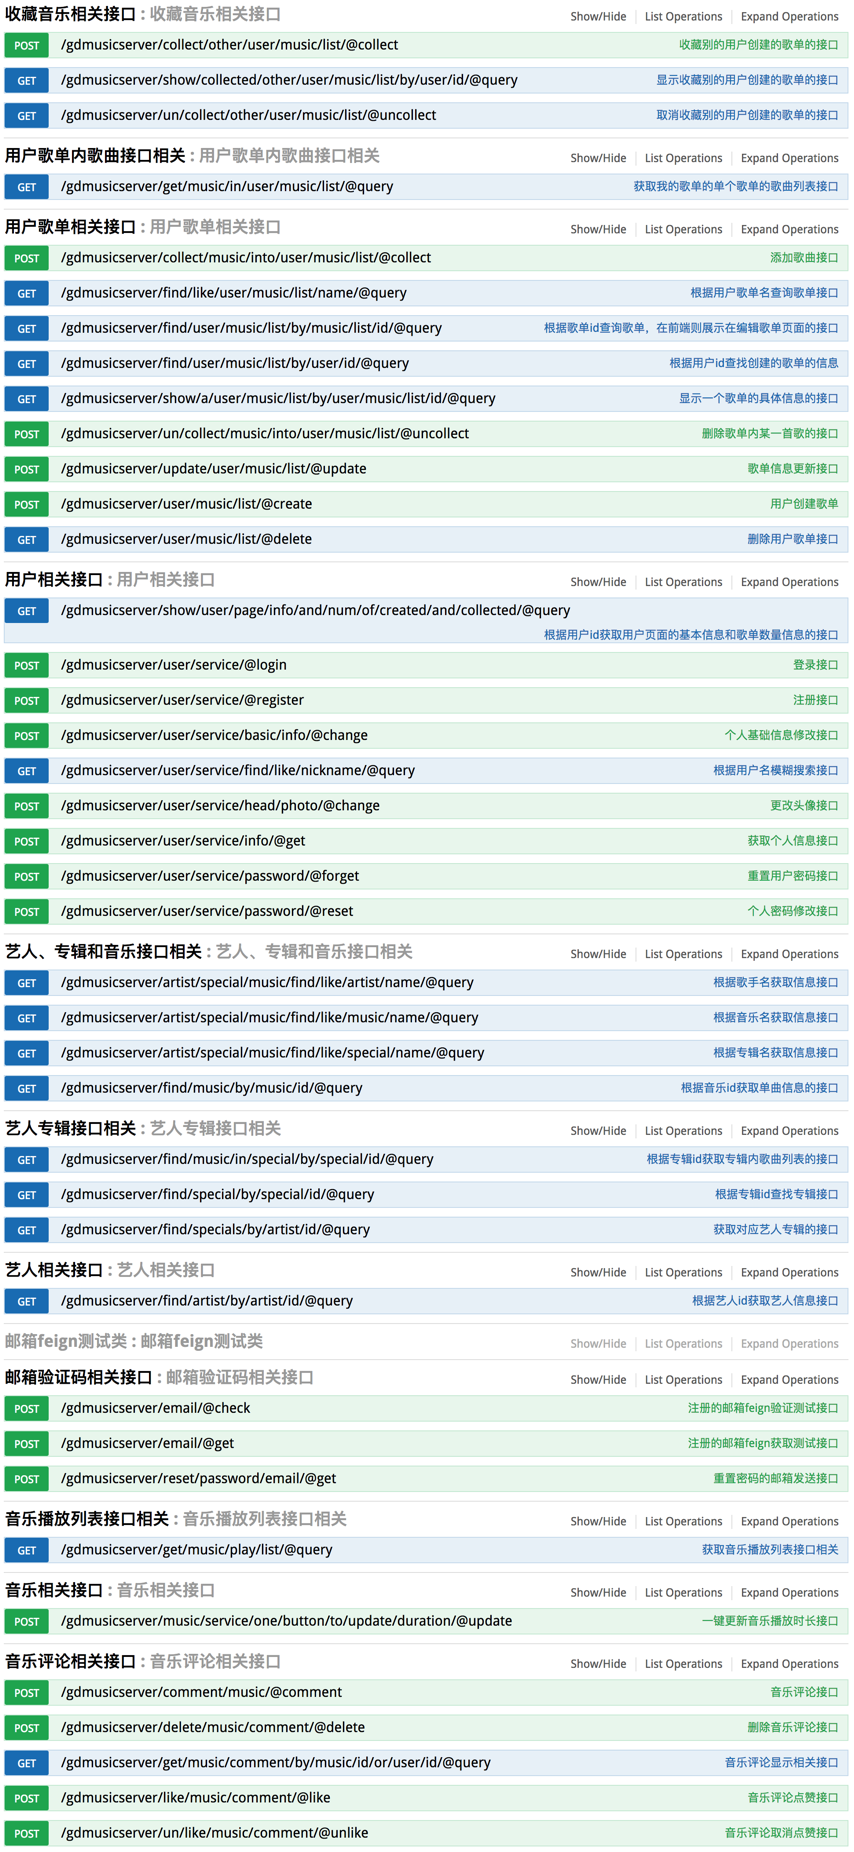 收藏音乐相关接口 : 收藏音乐相关接口 Show/Hide List Operations Expand Operations
POST /gdmusicserver/collect/other/user/music/list/@collect 收藏别的用户创建的歌单的接口
GET /gdmusicserver/show/collected/other/user/music/list/by/user/id/@query 显示收藏别的用户创建的歌单的接口
GET /gdmusicserver/un/collect/other/user/music/list/@uncollect 取消收藏别的用户创建的歌单的接口
用户歌单内歌曲接口相关 : 用户歌单内歌曲接口相关 Show/Hide List Operations Expand Operations
GET /gdmusicserver/get/music/in/user/music/list/@query 获取我的歌单的单个歌单的歌曲列表接口
用户歌单相关接口 : 用户歌单相关接口 Show/Hide List Operations Expand Operations
POST /gdmusicserver/collect/music/into/user/music/list/@collect 添加歌曲接口
GET /gdmusicserver/find/like/user/music/list/name/@query 根据用户歌单名查询歌单接口
GET /gdmusicserver/find/user/music/list/by/music/list/id/@query 根据歌单id查询歌单，在前端则展示在编辑歌单页面的接口
GET /gdmusicserver/find/user/music/list/by/user/id/@query 根据用户id查找创建的歌单的信息
GET /gdmusicserver/show/a/user/music/list/by/user/music/list/id/@query 显示一个歌单的具体信息的接口
POST /gdmusicserver/un/collect/music/into/user/music/list/@uncollect 删除歌单内某一首歌的接口
POST /gdmusicserver/update/user/music/list/@update 歌单信息更新接口
POST /gdmusicserver/user/music/list/@create 用户创建歌单
GET /gdmusicserver/user/music/list/@delete 删除用户歌单接口
用户相关接口 : 用户相关接口 Show/Hide List Operations Expand Operations
GET /gdmusicserver/show/user/page/info/and/num/of/created/and/collected/@query
根据用户id获取用户页面的基本信息和歌单数量信息的接口
POST /gdmusicserver/user/service/@login 登录接口
POST /gdmusicserver/user/service/@register 注册接口
POST /gdmusicserver/user/service/basic/info/@change 个人基础信息修改接口
GET /gdmusicserver/user/service/find/like/nickname/@query 根据用户名模糊搜索接口
POST /gdmusicserver/user/service/head/photo/@change 更改头像接口
POST /gdmusicserver/user/service/info/@get 获取个人信息接口
POST /gdmusicserver/user/service/password/@forget 重置用户密码接口
POST /gdmusicserver/user/service/password/@reset 个人密码修改接口
艺人、专辑和音乐接口相关 : 艺人、专辑和音乐接口相关 Show/Hide List Operations Expand Operations
GET /gdmusicserver/artist/special/music/find/like/artist/name/@query 根据歌手名获取信息接口
GET /gdmusicserver/artist/special/music/find/like/music/name/@query 根据音乐名获取信息接口
GET /gdmusicserver/artist/special/music/find/like/special/name/@query 根据专辑名获取信息接口
GET /gdmusicserver/find/music/by/music/id/@query 根据音乐id获取单曲信息的接口
艺人专辑接口相关 : 艺人专辑接口相关 Show/Hide List Operations Expand Operations
GET /gdmusicserver/find/music/in/special/by/special/id/@query 根据专辑id获取专辑内歌曲列表的接口
GET /gdmusicserver/find/special/by/special/id/@query 根据专辑id查找专辑接口
GET /gdmusicserver/find/specials/by/artist/id/@query 获取对应艺人专辑的接口
艺人相关接口 : 艺人相关接口 Show/Hide List Operations Expand Operations
GET /gdmusicserver/find/artist/by/artist/id/@query 根据艺人id获取艺人信息接口
邮箱feign测试类 : 邮箱feign测试类 Show/Hide List Operations Expand Operations
邮箱验证码相关接口 : 邮箱验证码相关接口 Show/Hide List Operations Expand Operations
POST /gdmusicserver/email/@check 注册的邮箱feign验证测试接口
POST /gdmusicserver/email/@get 注册的邮箱feign获取测试接口
POST /gdmusicserver/reset/password/email/@get 重置密码的邮箱发送接口
音乐播放列表接口相关 : 音乐播放列表接口相关 Show/Hide List Operations Expand Operations
GET /gdmusicserver/get/music/play/list/@query 获取音乐播放列表接口相关
音乐相关接口 : 音乐相关接口 Show/Hide List Operations Expand Operations
POST /gdmusicserver/music/service/one/button/to/update/duration/@update 一键更新音乐播放时长接口
音乐评论相关接口 : 音乐评论相关接口 Show/Hide List Operations Expand Operations
POST /gdmusicserver/comment/music/@comment 音乐评论接口
POST /gdmusicserver/delete/music/comment/@delete 删除音乐评论接口
GET /gdmusicserver/get/music/comment/by/music/id/or/user/id/@query 音乐评论显示相关接口
POST /gdmusicserver/like/music/comment/@like 音乐评论点赞接口
POST /gdmusicserver/un/like/music/comment/@unlike 音乐评论取消点赞接口